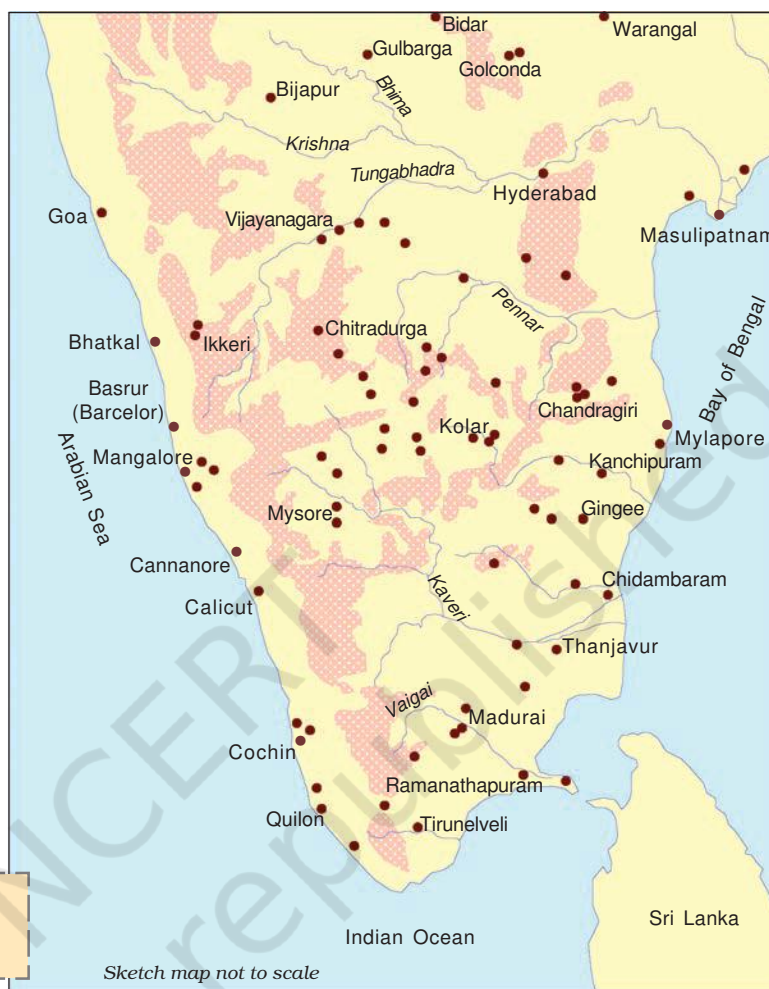 Bidar
Warangal
Gulbarga
Golconda
Bhima
Bijapur
Krishna
Tungabhadra
Hyderabad
Goa
Vijayanagara
Masulipatnam
Pennar
Chitradurga
Bhatkal
Ikkeri
Bay of Bengal
Basrur
(Barcelor)
Chandragiri
Kolar
Mylapore
Arabian Sea
Mangalore
Kanchipuram
Mysore
Gingee
Cannanore
Kaveri
Chidambaram
Calicut
Thanjavur
Vaigai
Madurai
Cochin
Ramanathapuram
Quilon
Tirunelveli
Sri Lanka
Indian Ocean
Sketch map not to scale
NCERT
republished